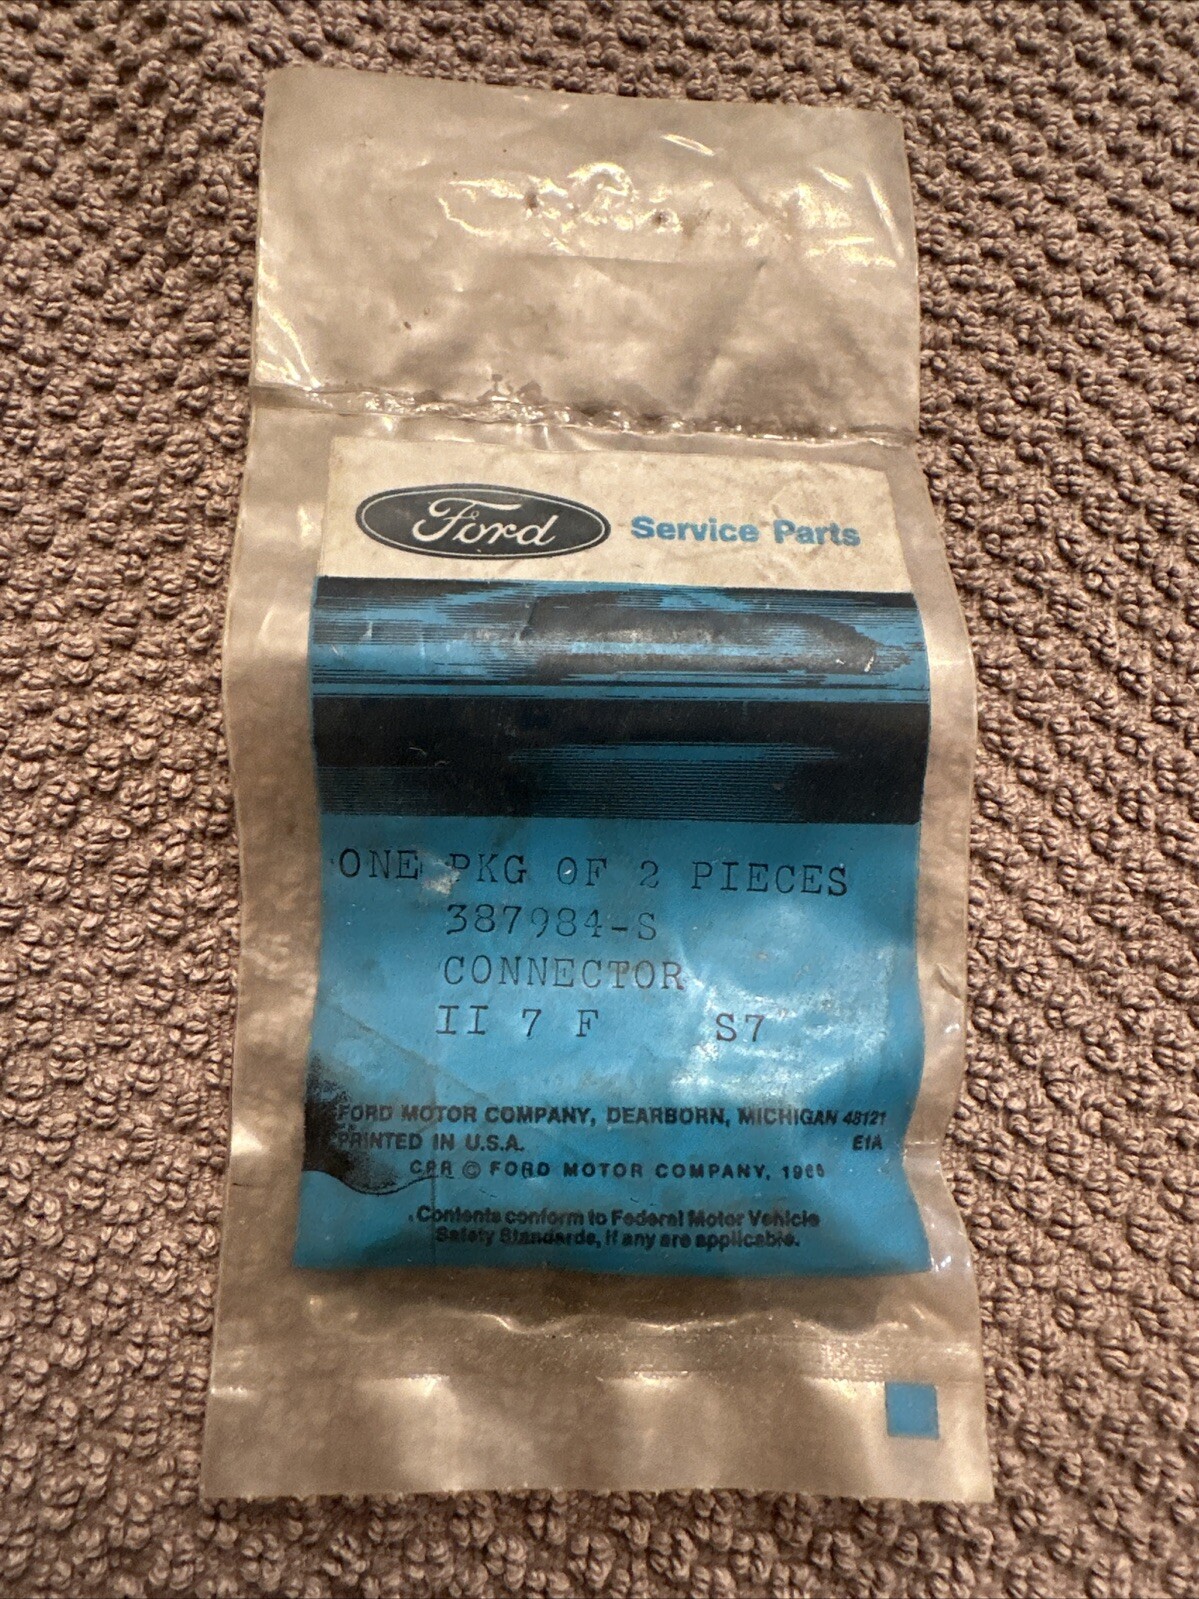 Ford Service Parts
ONE PKG OF 2 PIECES
387984-S
CONNECTOR
II 7 F S7
FORD MOTOR COMPANY, DEARBORN, MICHIGAN 48121
PRINTED IN U.S.A. E1A
CPR © FORD MOTOR COMPANY,
Contents conform to Federal Motor Vehicle
Safety Standards, if any are applicable.